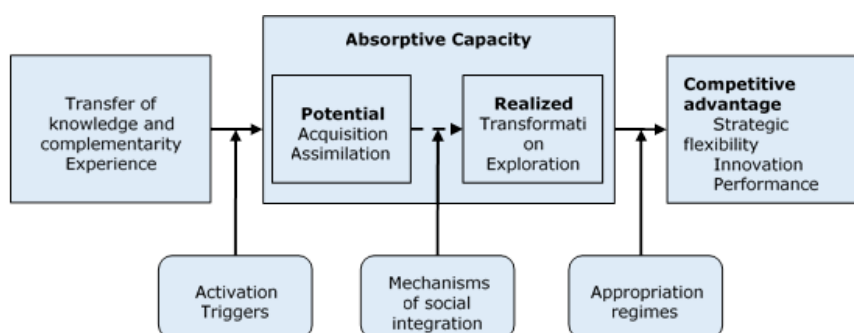 Absorptive Capacity
Transfer of
knowledge and
complementarity
Experience
Potential
Acquisition
Assimilation
Realized
Transformati
on
Exploration
Competitive
advantage
Strategic
flexibility
Innovation
Performance
Activation
Triggers
Mechanisms
of social
integration
Appropriation
regimes